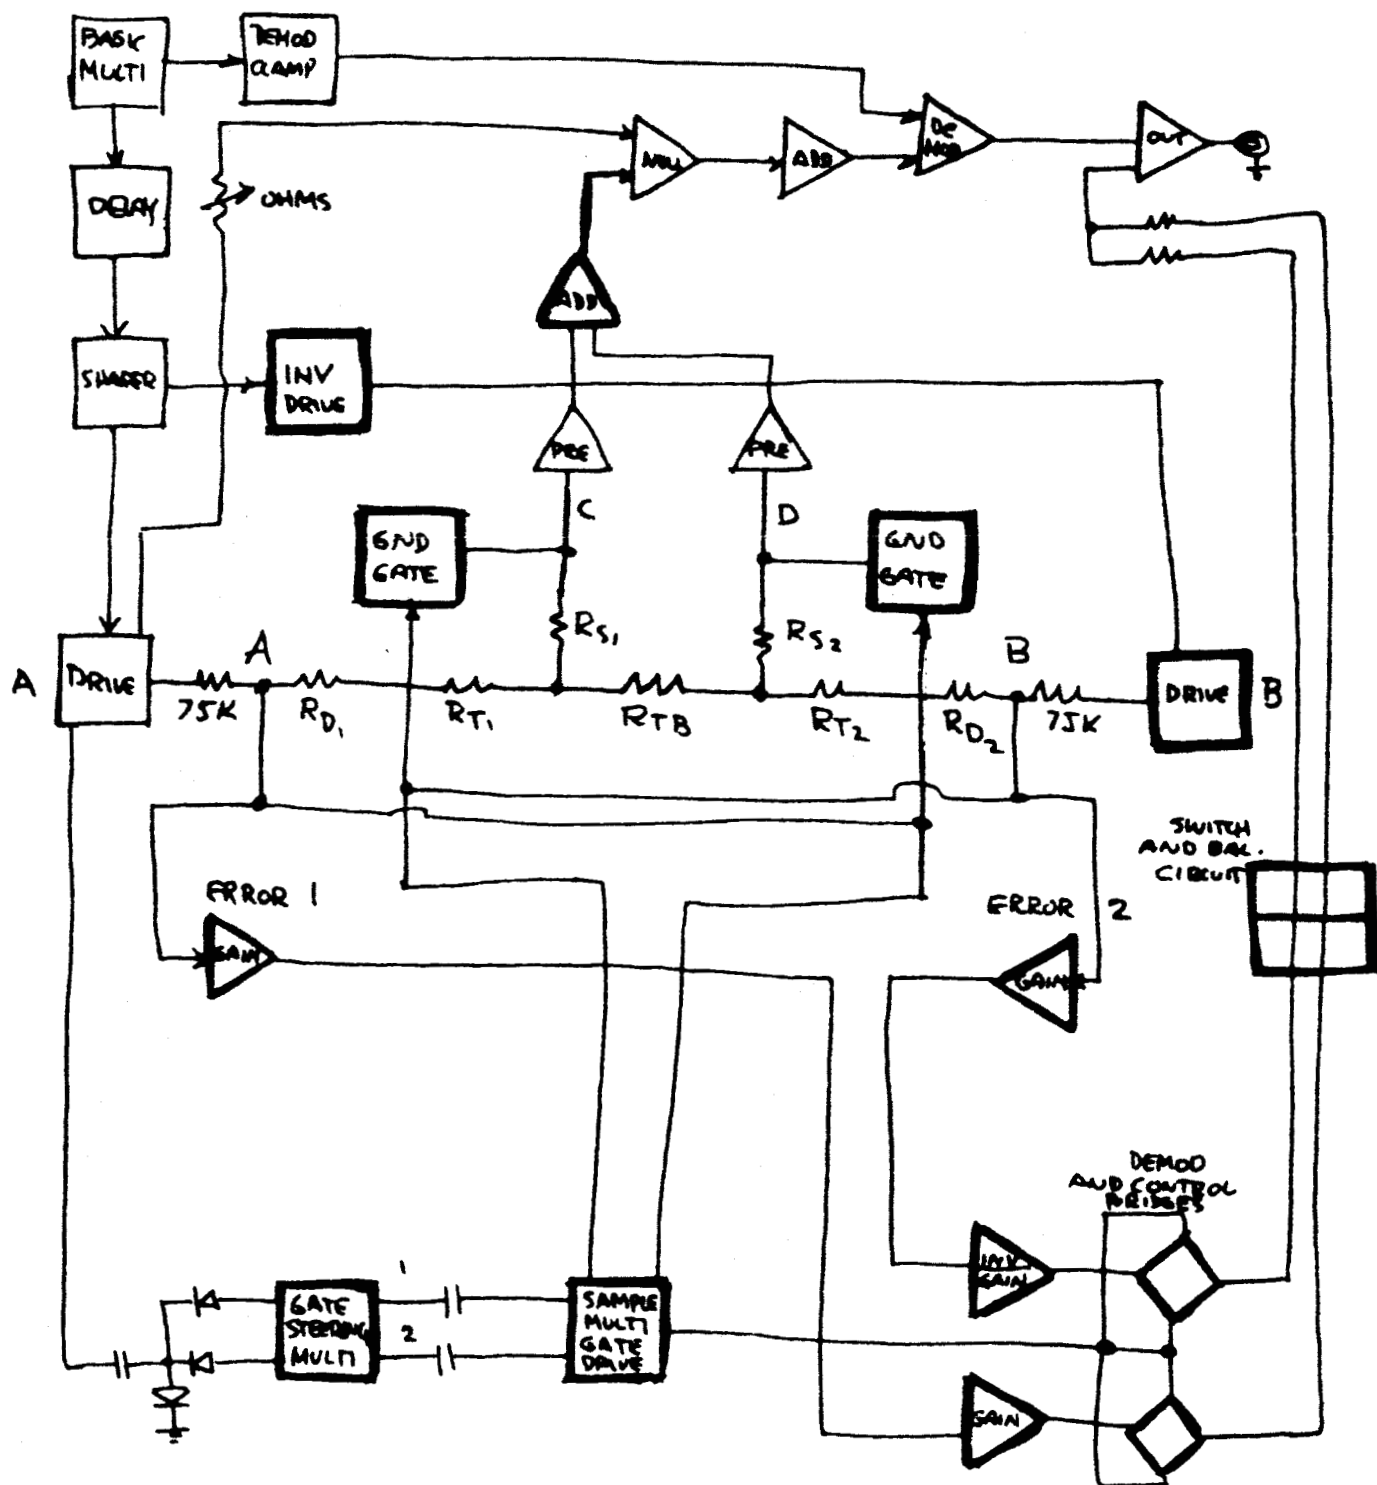 BASK
MULTI
DEMOD
CLAMP
DE
MOD
OUT
ADD
DELAY
OHMS
ADD
SHAPER
INV
DRIVE
PRE
PRE
C
D
GND
GATE
GND
GATE
RS1
RS2
A
B
A
DRIVE
DRIVE
B
75K
RD1
RT1
RTB
RT2
RD2
75K
SWITCH
AND BAL.
CIRCUIT
ERROR 1
ERROR 2
GAIN
GAIN
DEMOD
AND CONTROL
BRIDGES
INV
GAIN
1
GATE
STEERING
MULTI
2
SAMPLE
MULTI
GATE
DRIVE
GAIN